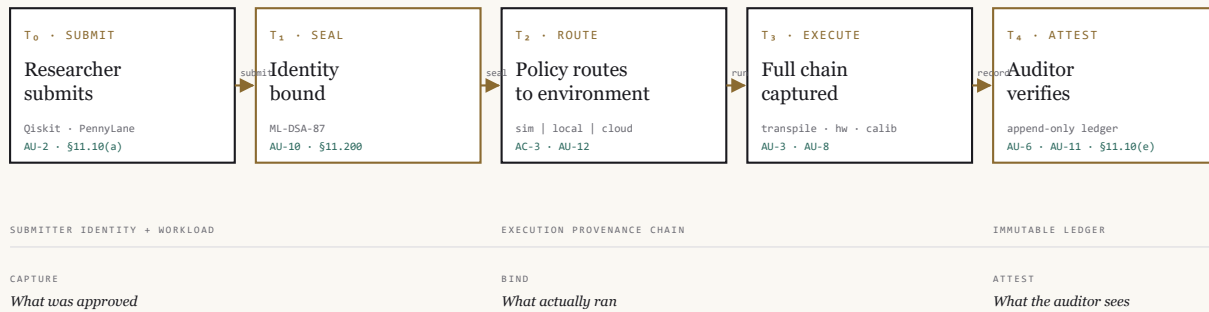 T₀ · SUBMIT
Researcher
submits
Qiskit · PennyLane
AU-2 · §11.10(a)
submit
T₁ · SEAL
Identity
bound
ML-DSA-87
AU-10 · §11.200
seal
T₂ · ROUTE
Policy routes
to environment
sim | local | cloud
AC-3 · AU-12
run
T₃ · EXECUTE
Full chain
captured
transpile · hw · calib
AU-3 · AU-8
record
T₄ · ATTEST
Auditor
verifies
append-only ledger
AU-6 · AU-11 · §11.10(e)
SUBMITTER IDENTITY + WORKLOAD
EXECUTION PROVENANCE CHAIN
IMMUTABLE LEDGER
CAPTURE
What was approved
BIND
What actually ran
ATTEST
What the auditor sees